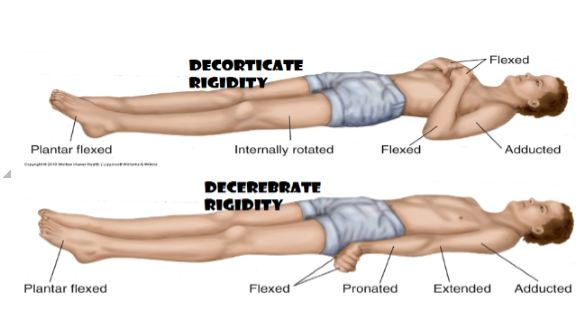 DECORTICATE
RIGIDITY
Flexed
Plantar flexed
Internally rotated
Flexed
Adducted
DECEREBRATE
RIGIDITY
Plantar flexed
Flexed
Pronated
Extended
Adducted